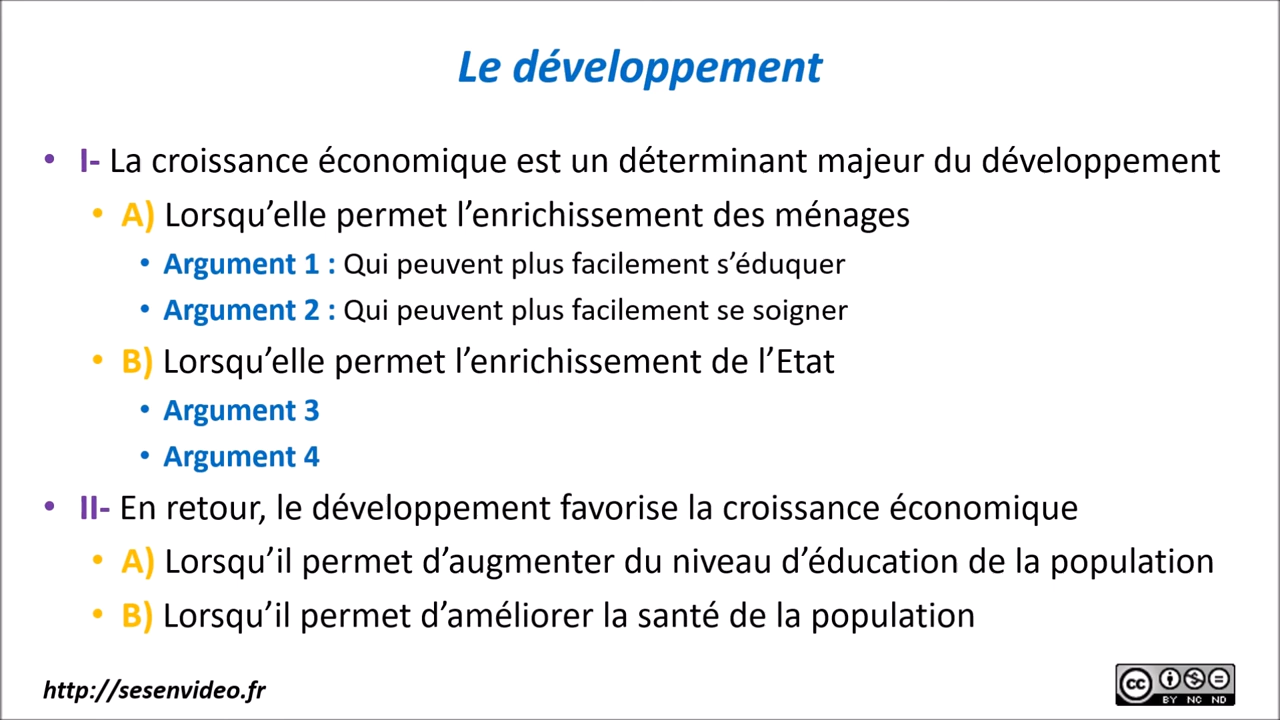 Le développement
• I- La croissance économique est un déterminant majeur du développement
• A) Lorsqu’elle permet l’enrichissement des ménages
• Argument 1 : Qui peuvent plus facilement s’éduquer
• Argument 2 : Qui peuvent plus facilement se soigner
• B) Lorsqu’elle permet l’enrichissement de l’Etat
• Argument 3
• Argument 4
• II- En retour, le développement favorise la croissance économique
• A) Lorsqu’il permet d’augmenter du niveau d’éducation de la population
• B) Lorsqu’il permet d’améliorer la santé de la population
http://sesenvideo.fr
cc
BY NC ND